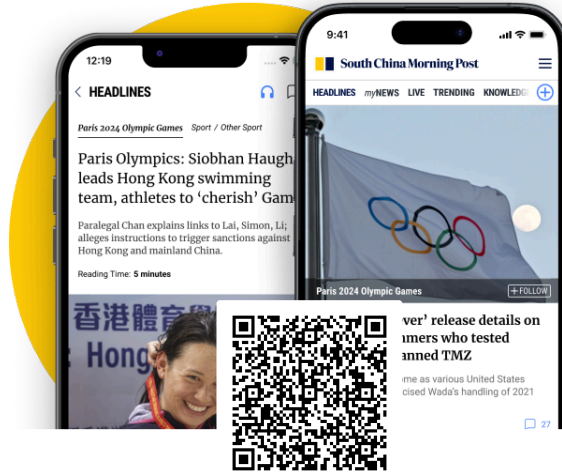 12:19
HEADLINES
Paris 2024 Olympic Games Sport / Other Sport
Paris Olympics: Siobhan Haugh
leads Hong Kong swimming
team, athletes to ‘cherish’ Gam
Paralegal Chan explains links to Lai, Simon, Li;
alleges instructions to trigger sanctions against
Hong Kong and mainland China.
Reading Time: 5 minutes
香港體育學
Hong
9:41
South China Morning Post
HEADLINES myNEWS LIVE TRENDING KNOWLEDG
Paris 2024 Olympic Games
+ FOLLOW
ver’ release details on
mmers who tested
anned TMZ
ome as various United States
cised Wada’s handling of 2021
27